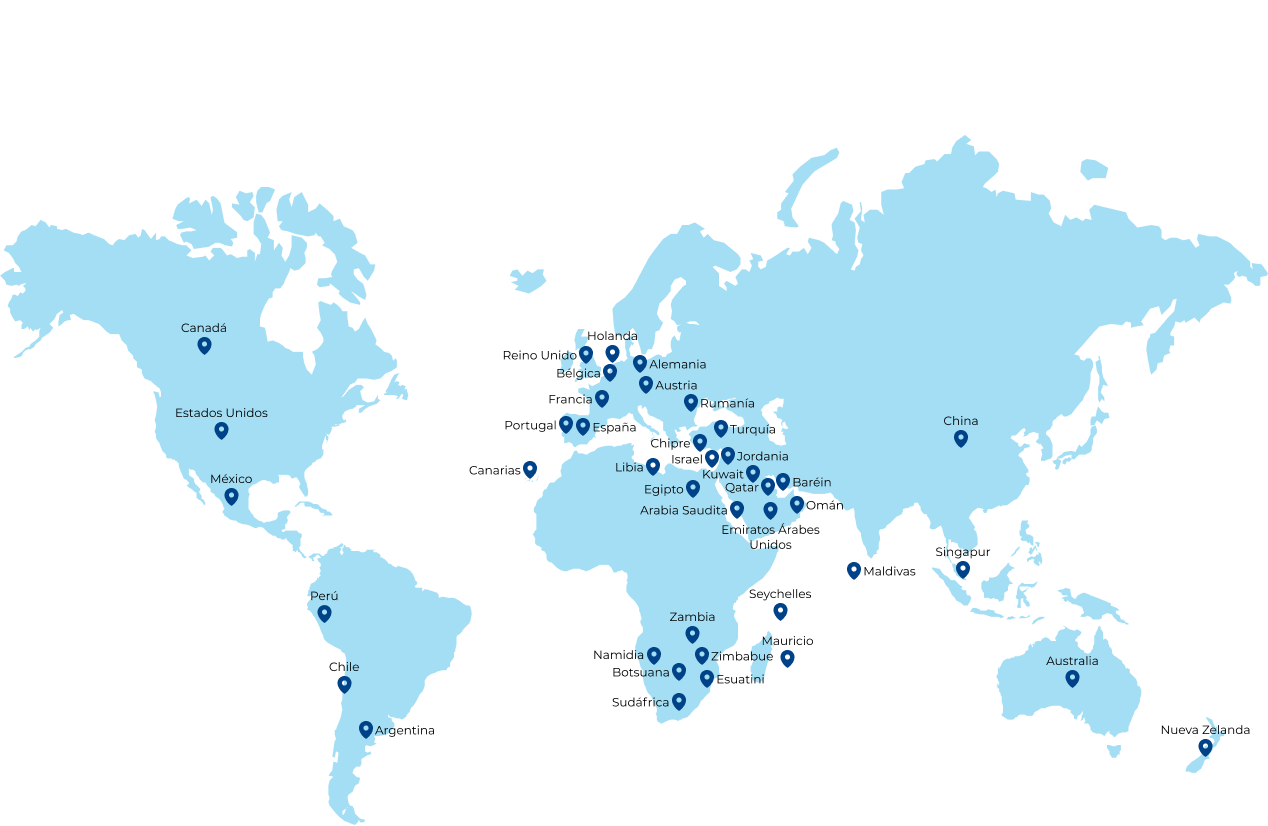 Canadá
Holanda
Reino Unido
Alemania
Bélgica
Austria
Francia
Rumanía
Estados Unidos
Portugal
España
China
Turquía
Chipre
Jordania
Israel
Libia
Canarias
Kuwait
México
Baréin
Qatar
Egipto
Omán
Arabia Saudita
Emiratos Árabes
Unidos
Singapur
Maldivas
Seychelles
Perú
Zambia
Mauricio
Namidia
Zimbabue
Australia
Chile
Botsuana
Esuatini
Sudáfrica
Argentina
Nueva Zelanda